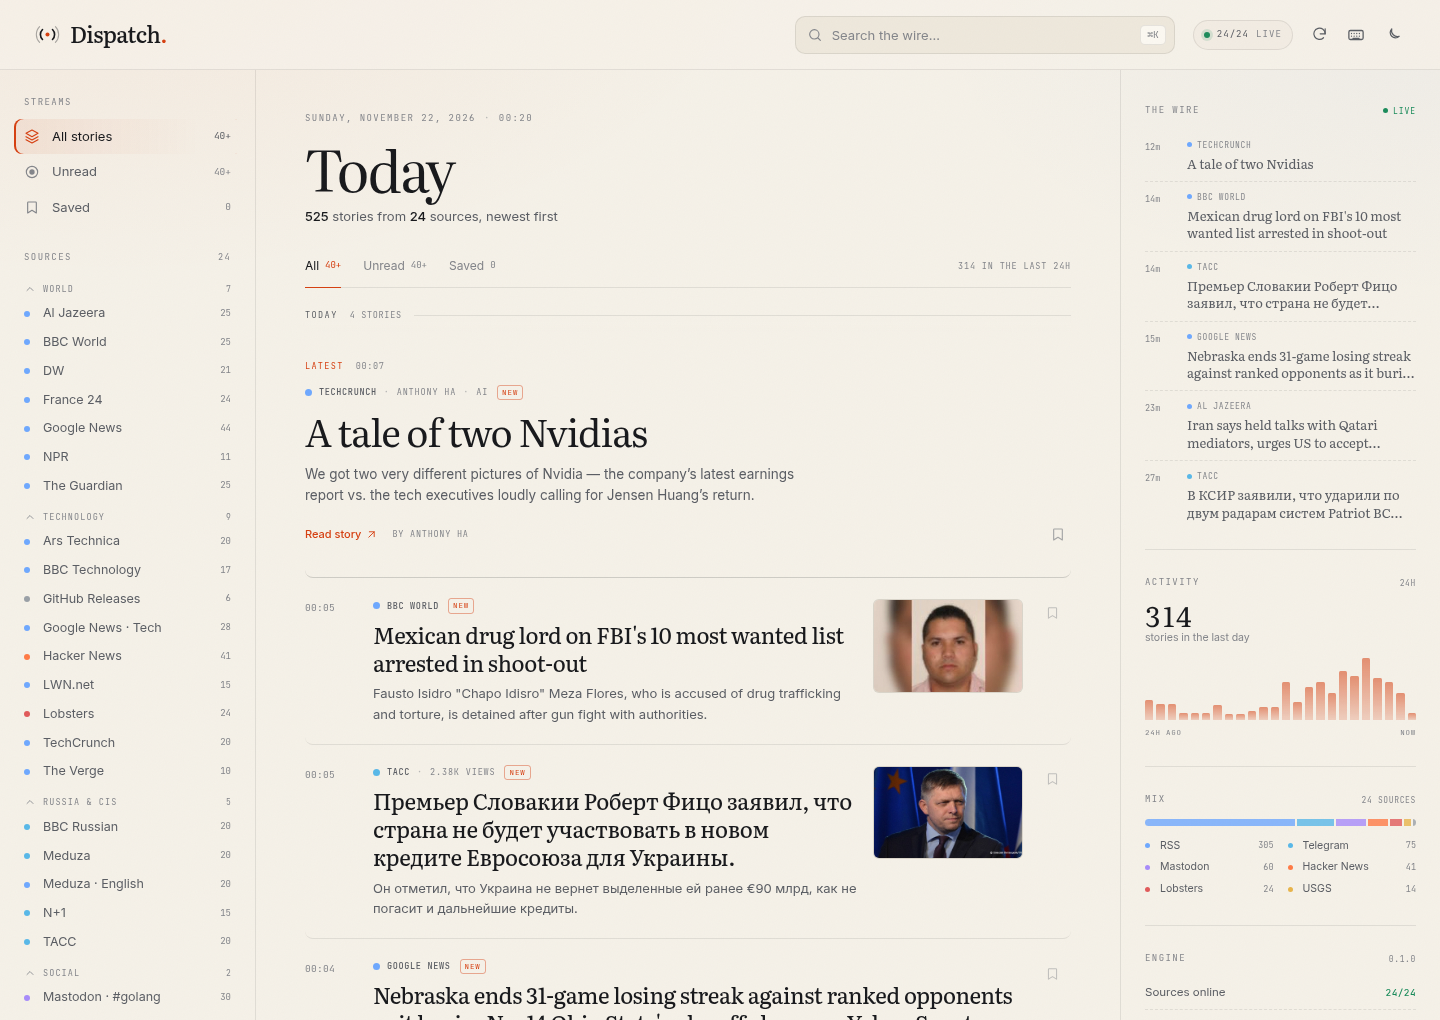 Dispatch.
Search the wire...
⌘K
24/24 LIVE
STREAMS
All stories 40+
Unread 40+
Saved 0
SOURCES 24
WORLD 7
Al Jazeera 25
BBC World 25
DW 21
France 24 24
Google News 44
NPR 11
The Guardian 25
TECHNOLOGY 9
Ars Technica 20
BBC Technology 17
GitHub Releases 6
Google News · Tech 28
Hacker News 41
LWN.net 15
Lobsters 24
TechCrunch 20
The Verge 10
RUSSIA & CIS 5
BBC Russian 20
Meduza 20
Meduza · English 20
N+1 15
ТАСС 20
SOCIAL 2
Mastodon · #golang 30
SUNDAY, NOVEMBER 22, 2026 · 00:20
Today
525 stories from 24 sources, newest first
All 40+ Unread 40+ Saved 0
314 IN THE LAST 24H
TODAY 4 STORIES
LATEST 00:07
TECHCRUNCH · ANTHONY HA · AI NEW
A tale of two Nvidias
We got two very different pictures of Nvidia — the company’s latest earnings
report vs. the tech executives loudly calling for Jensen Huang’s return.
Read story BY ANTHONY HA
00:05
BBC WORLD NEW
Mexican drug lord on FBI's 10 most wanted list
arrested in shoot-out
Fausto Isidro "Chapo Idisro" Meza Flores, who is accused of drug trafficking
and torture, is detained after gun fight with authorities.
00:05
ТАСС · 2.38K VIEWS NEW
Премьер Словакии Роберт Фицо заявил, что
страна не будет участвовать в новом
кредите Евросоюза для Украины.
Он отметил, что Украина не вернет выделенные ей ранее €90 млрд, как не
погасит и дальнейшие кредиты.
00:04
GOOGLE NEWS NEW
Nebraska ends 31-game losing streak against ranked opponents
THE WIRE LIVE
12m TECHCRUNCH
A tale of two Nvidias
14m BBC WORLD
Mexican drug lord on FBI's 10 most
wanted list arrested in shoot-out
14m ТАСС
Премьер Словакии Роберт Фицо
заявил, что страна не будет…
15m GOOGLE NEWS
Nebraska ends 31-game losing streak
against ranked opponents as it buri…
23m AL JAZEERA
Iran says held talks with Qatari
mediators, urges US to accept…
27m ТАСС
В КСИР заявили, что ударили по
двум радарам систем Patriot ВС…
ACTIVITY 24H
314
stories in the last day
24H AGO NOW
MIX 24 SOURCES
RSS 305 Telegram 75
Mastodon 60 Hacker News 41
Lobsters 24 USGS 14
ENGINE 0.1.0
Sources online 24/24